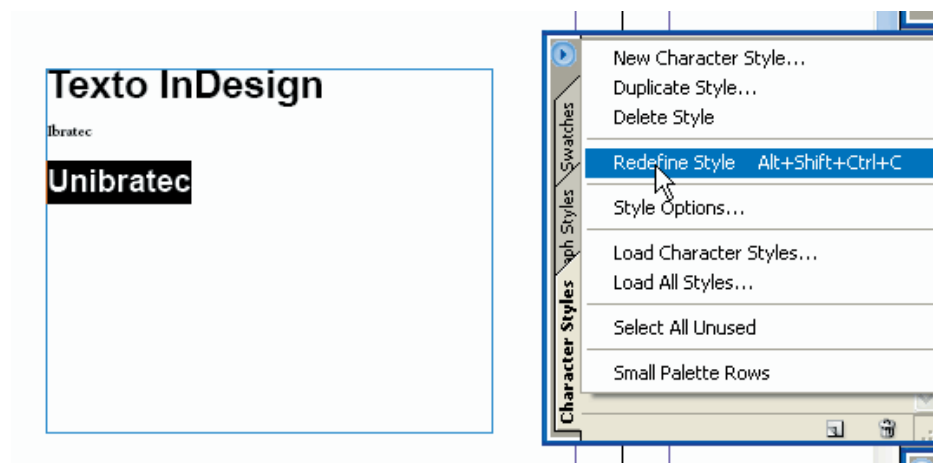 Texto InDesign
Ibratec
Unibratec
Swatches
aph Styles
Character Styles
New Character Style...
Duplicate Style...
Delete Style
Redefine Style Alt+Shift+Ctrl+C
Style Options...
Load Character Styles...
Load All Styles...
Select All Unused
Small Palette Rows